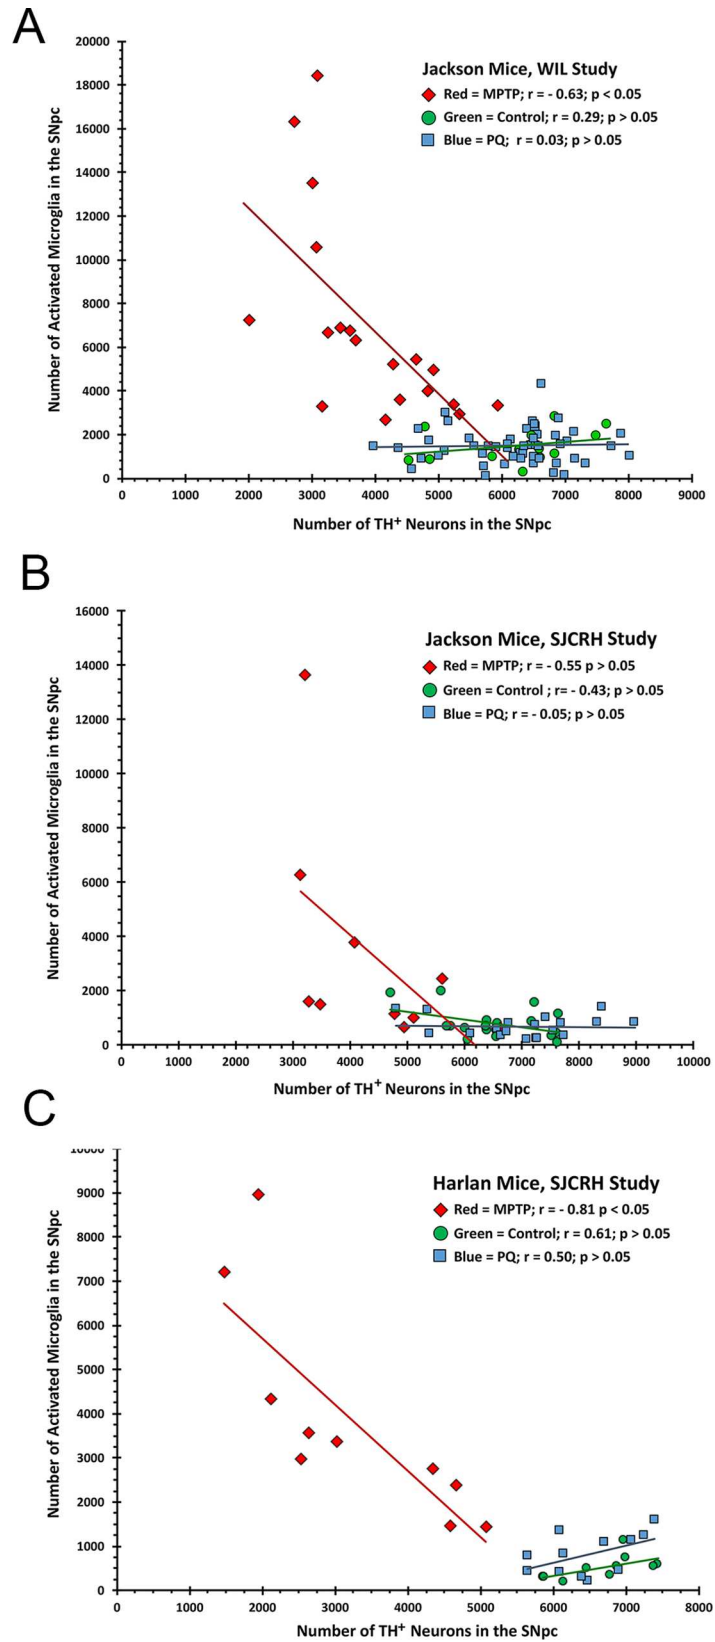 A
20000
18000
16000
14000
12000
10000
8000
6000
4000
2000
0
Number of Activated Microglia in the SNpc
Jackson Mice, WIL Study
Red = MPTP; r = - 0.63; p < 0.05
Green = Control; r = 0.29; p > 0.05
Blue = PQ; r = 0.03; p > 0.05
0 1000 2000 3000 4000 5000 6000 7000 8000 9000
Number of TH+ Neurons in the SNpc
B
16000
14000
12000
10000
8000
6000
4000
2000
0
Number of Activated Microglia in the SNpc
Jackson Mice, SJCRH Study
Red = MPTP; r = - 0.55 p > 0.05
Green = Control ; r= - 0.43; p > 0.05
Blue = PQ; r = - 0.05; p > 0.05
0 1000 2000 3000 4000 5000 6000 7000 8000 9000 10000
Number of TH+ Neurons in the SNpc
C
10000
9000
8000
7000
6000
5000
4000
3000
2000
1000
0
Number of Activated Microglia in the SNpc
Harlan Mice, SJCRH Study
Red = MPTP; r = - 0.81 p < 0.05
Green = Control; r = 0.61; p > 0.05
Blue = PQ; r = 0.50; p > 0.05
0 1000 2000 3000 4000 5000 6000 7000 8000
Number of TH+ Neurons in the SNpc